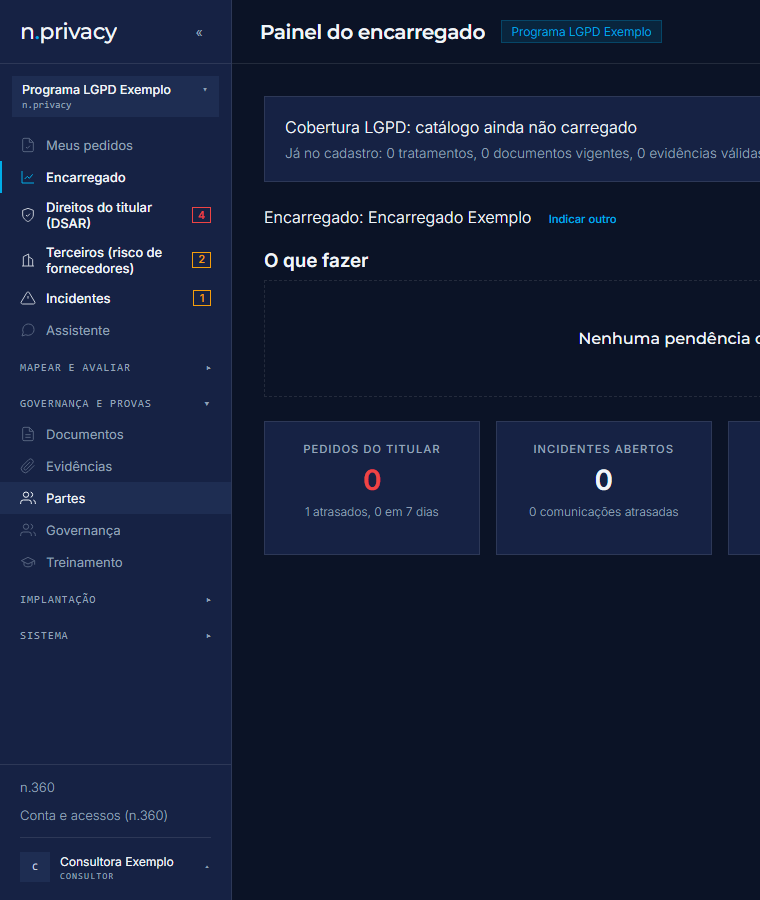 n.privacy
«
Programa LGPD Exemplo
n.privacy
Meus pedidos
Encarregado
Direitos do titular
(DSAR)
4
Terceiros (risco de
fornecedores)
2
Incidentes
1
Assistente
MAPEAR E AVALIAR
GOVERNANÇA E PROVAS
Documentos
Evidências
Partes
Governança
Treinamento
IMPLANTAÇÃO
SISTEMA
n.360
Conta e acessos (n.360)
C
Consultora Exemplo
CONSULTOR
Painel do encarregado
Programa LGPD Exemplo
Cobertura LGPD: catálogo ainda não carregado
Já no cadastro: 0 tratamentos, 0 documentos vigentes, 0 evidências válidas
Encarregado: Encarregado Exemplo
Indicar outro
O que fazer
Nenhuma pendência
PEDIDOS DO TITULAR
0
1 atrasados, 0 em 7 dias
INCIDENTES ABERTOS
0
0 comunicações atrasadas